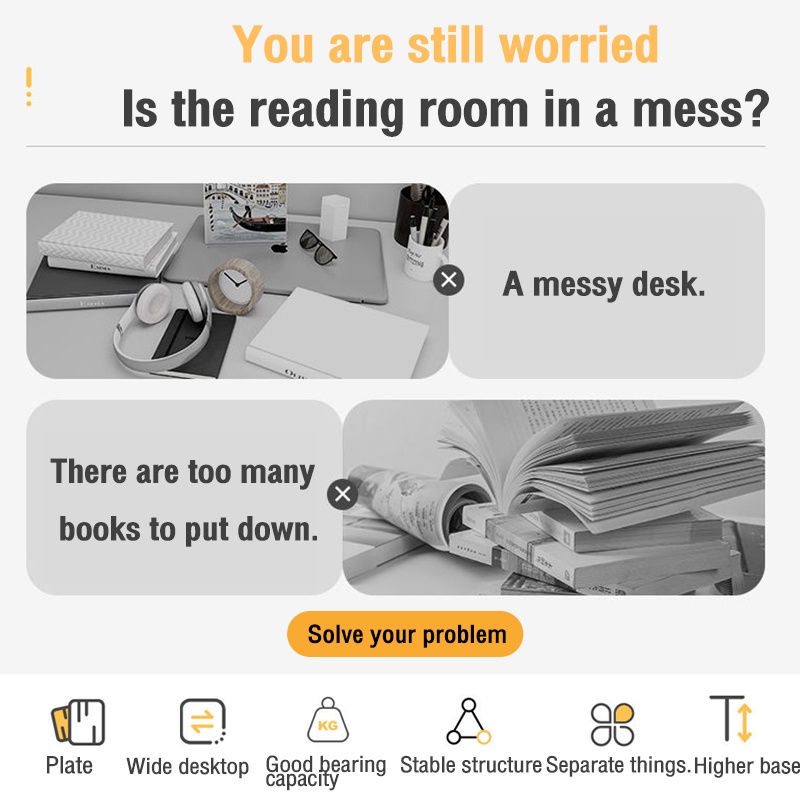 You are still worried
Is the reading room in a mess?
A messy desk.
There are too many
books to put down.
Solve your problem
KG
Plate
Wide desktop
Good bearing
capacity
Stable structure
Separate things.
Higher base